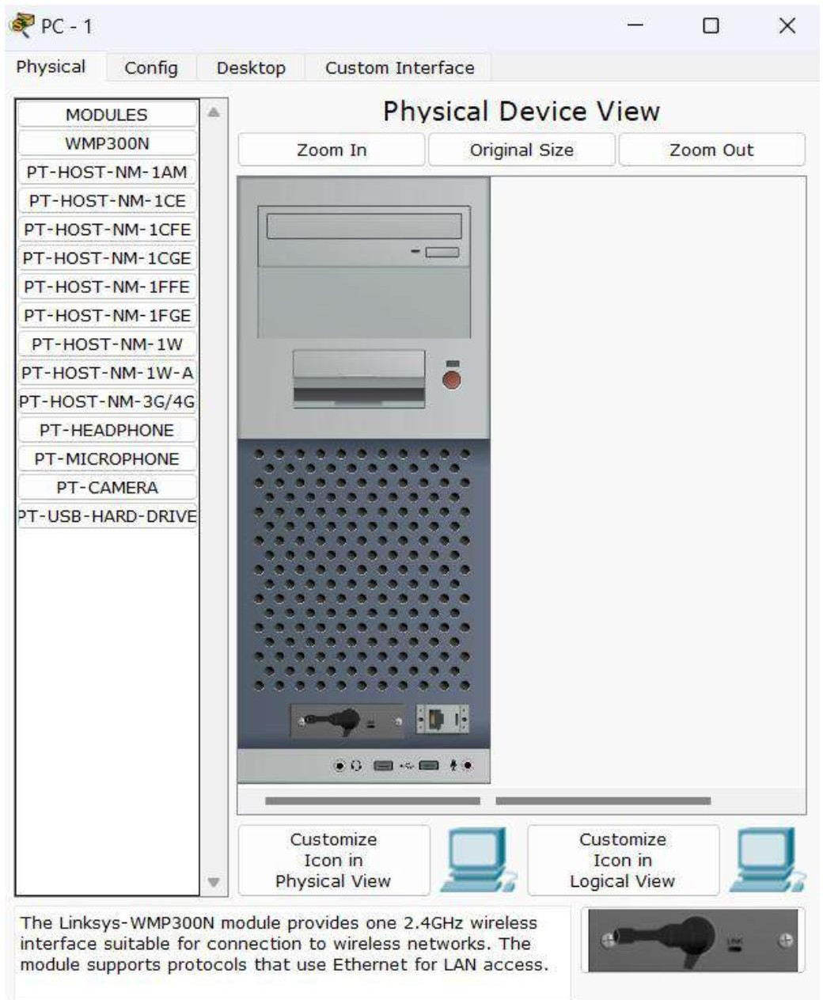 PC - 1
Physical Config Desktop Custom Interface
MODULES
WMP300N
PT-HOST-NM-1AM
PT-HOST-NM-1CE
PT-HOST-NM-1CFE
PT-HOST-NM-1CGE
PT-HOST-NM-1FFE
PT-HOST-NM-1FGE
PT-HOST-NM-1W
PT-HOST-NM-1W-A
PT-HOST-NM-3G/4G
PT-HEADPHONE
PT-MICROPHONE
PT-CAMERA
PT-USB-HARD-DRIVE
Physical Device View
Zoom In Original Size Zoom Out
Customize
Icon in
Physical View
Customize
Icon in
Logical View
The Linksys-WMP300N module provides one 2.4GHz wireless
interface suitable for connection to wireless networks. The
module supports protocols that use Ethernet for LAN access.
LINK